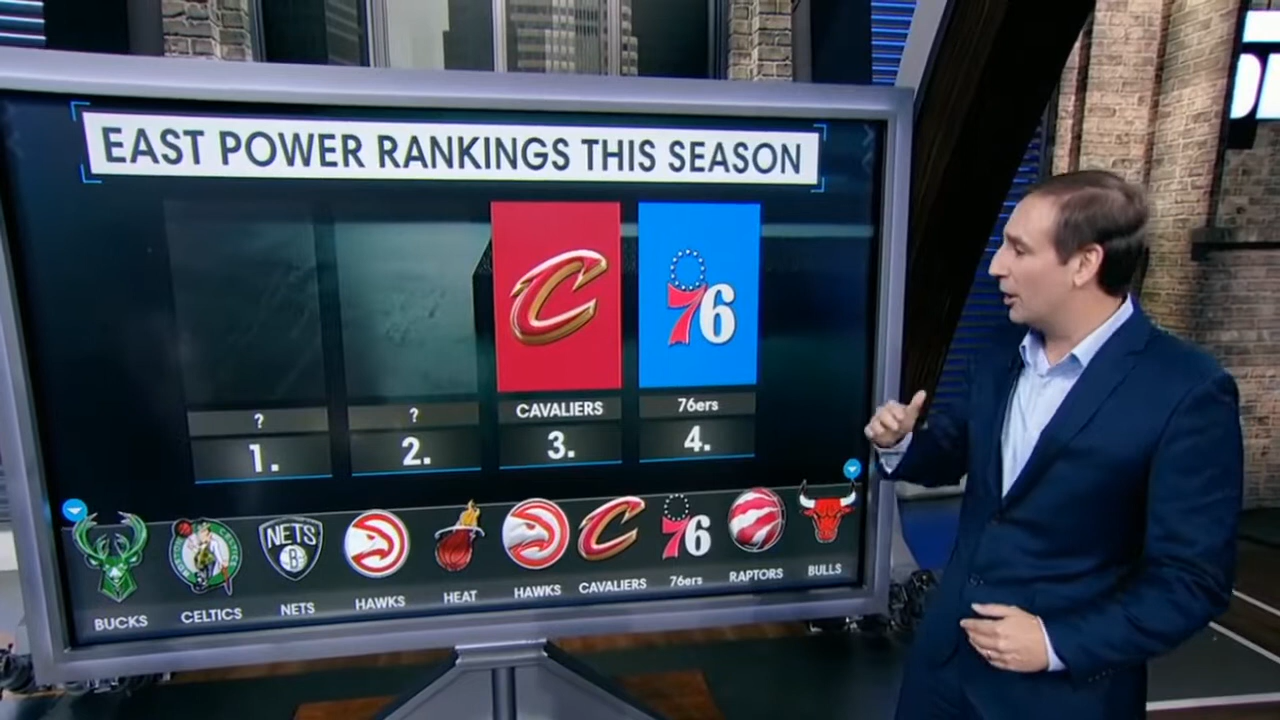 EAST POWER RANKINGS THIS SEASON
76
? ? CAVALIERS 76ers
1. 2. 3. 4.
NETS
B
76
BUCKS CELTICS NETS HAWKS HEAT HAWKS CAVALIERS 76ers RAPTORS BULLS